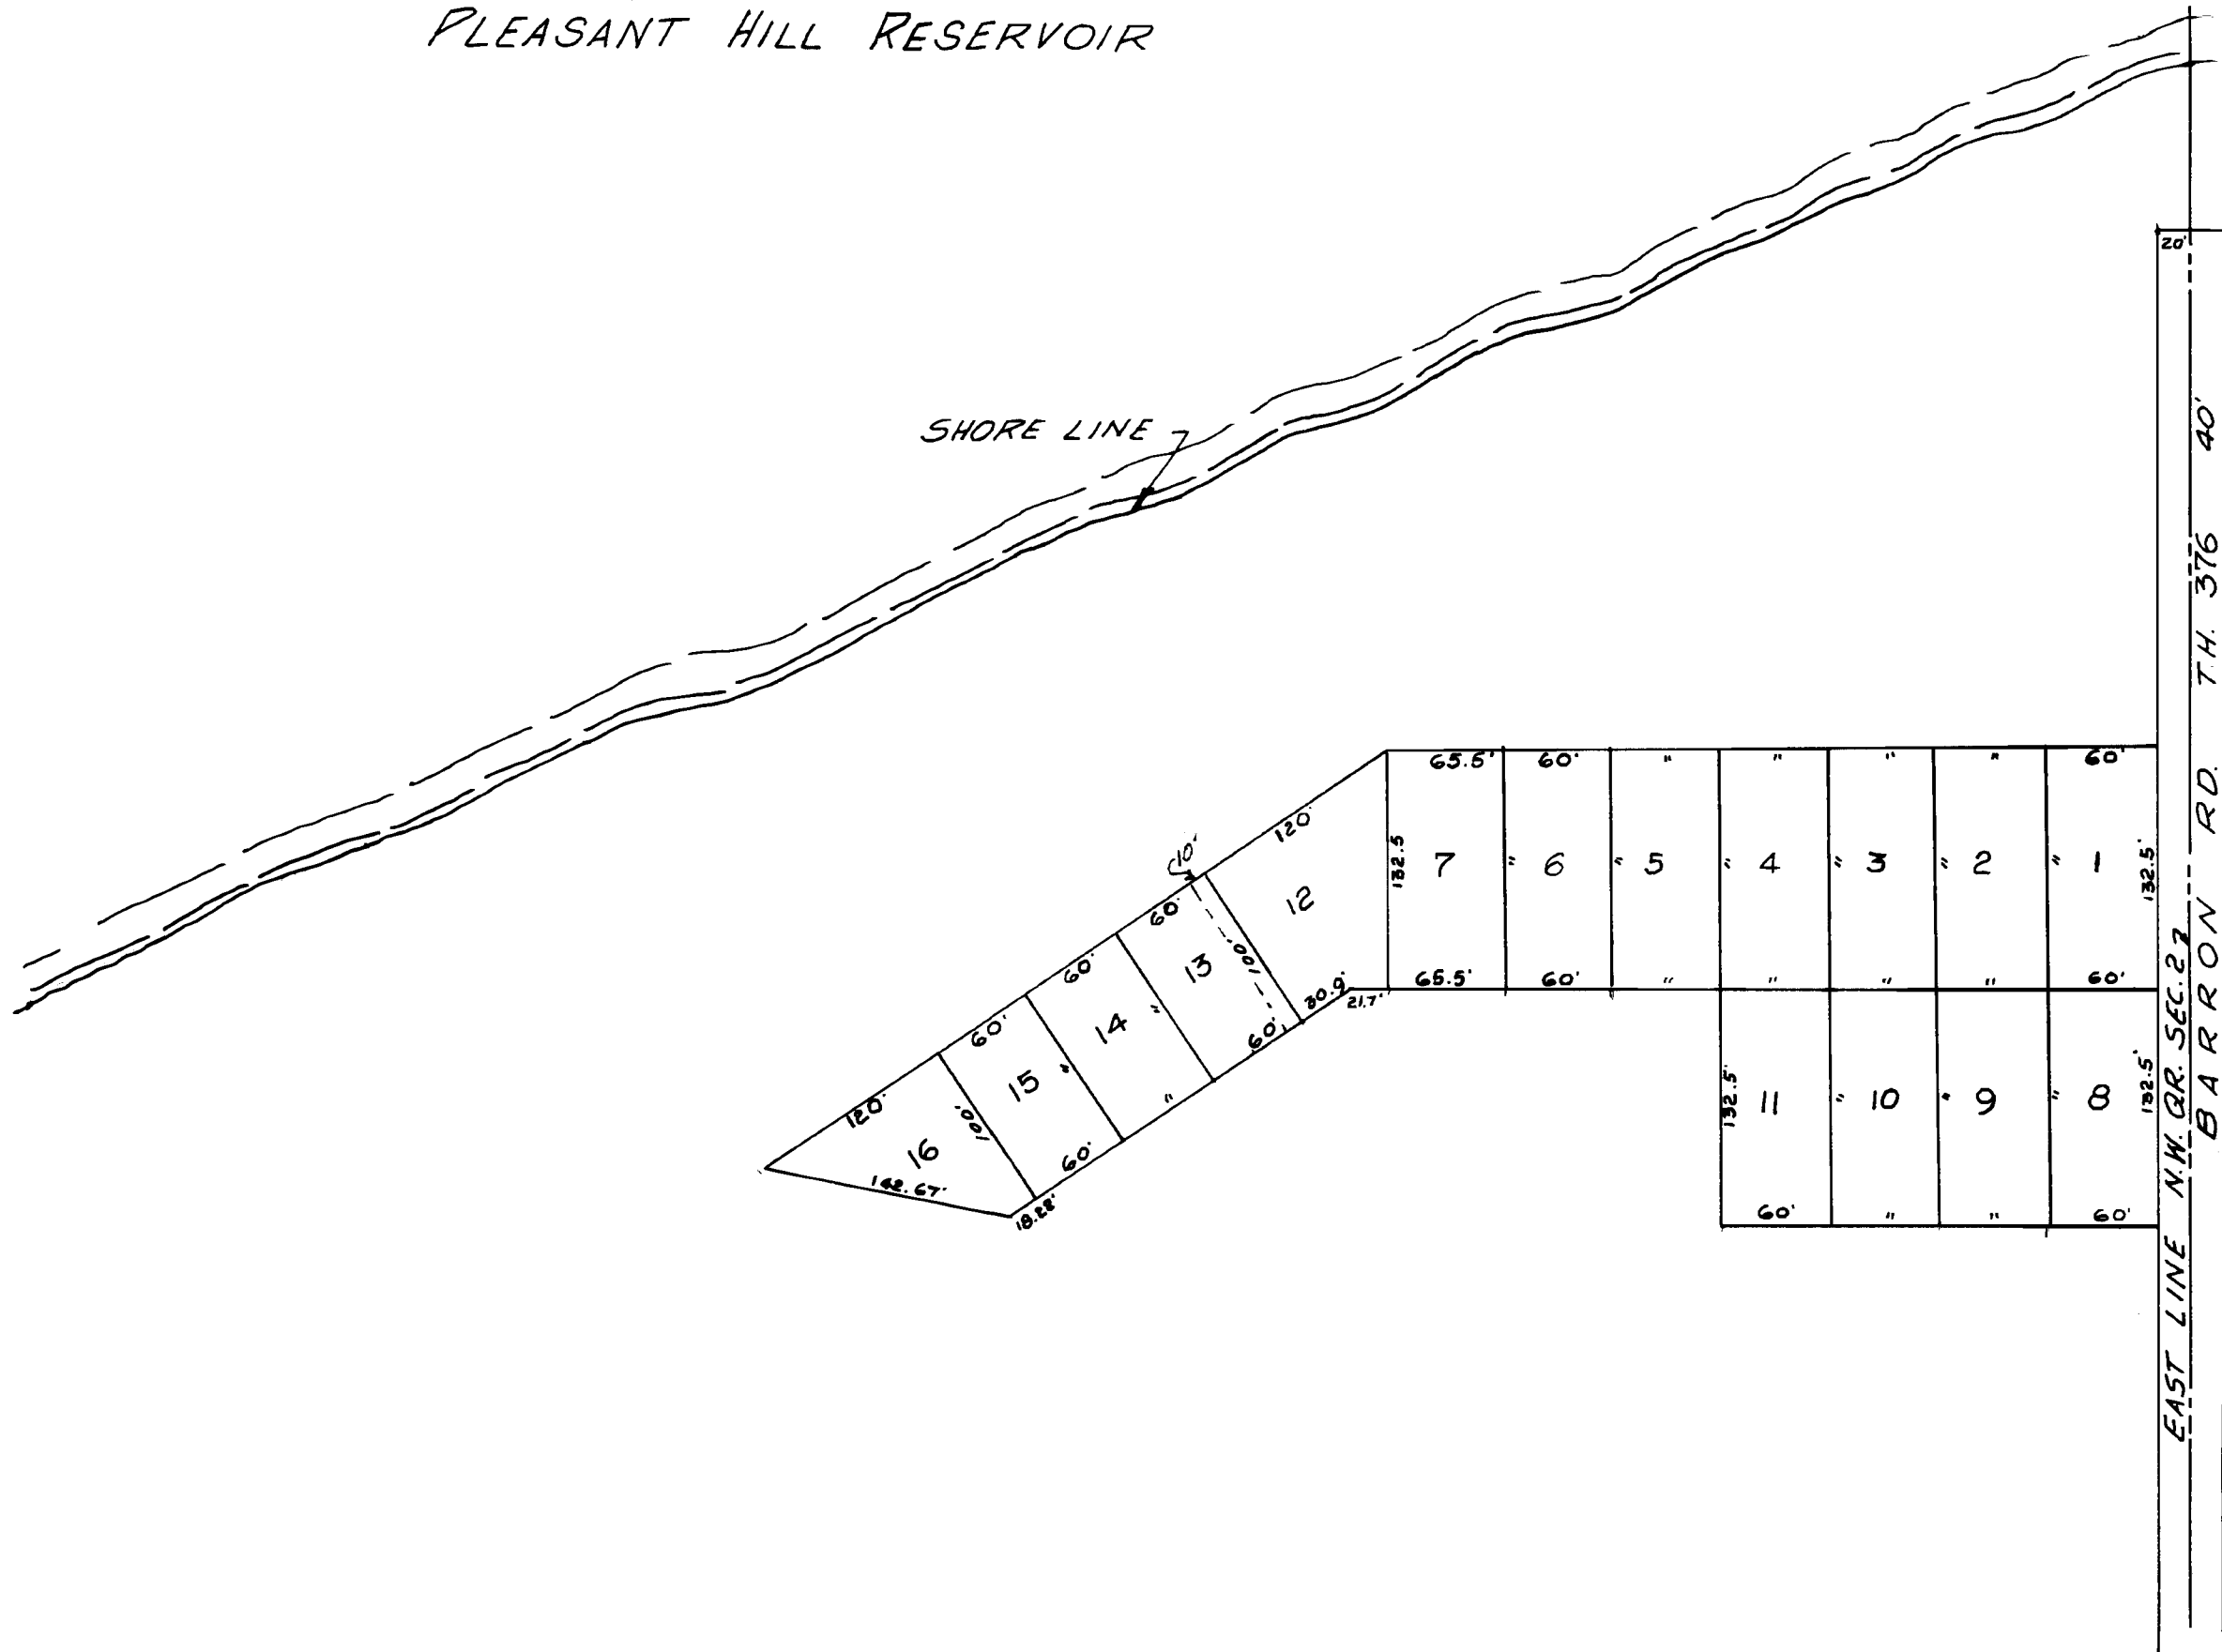 PLEASANT HILL RESERVOIR
20'
SHORE LINE
BARRON RD. TH. 376 40'
EAST LINE N.W. QR. SEC. 27
65.5' 60' " " " " 60'
132.5 7 " 6 " 5 " 4 " 3 " 2 " 1 132.5'
65.5' 60' " " " " 60'
120'
10'
12
60'
13
100'
30.9'
21.7'
60'
14
"
60'
"
60'
15
"
60'
120'
16
100'
142.67'
18.28'
132.5' 11 " 10 " 9 " 8 132.5'
60' " " 60'